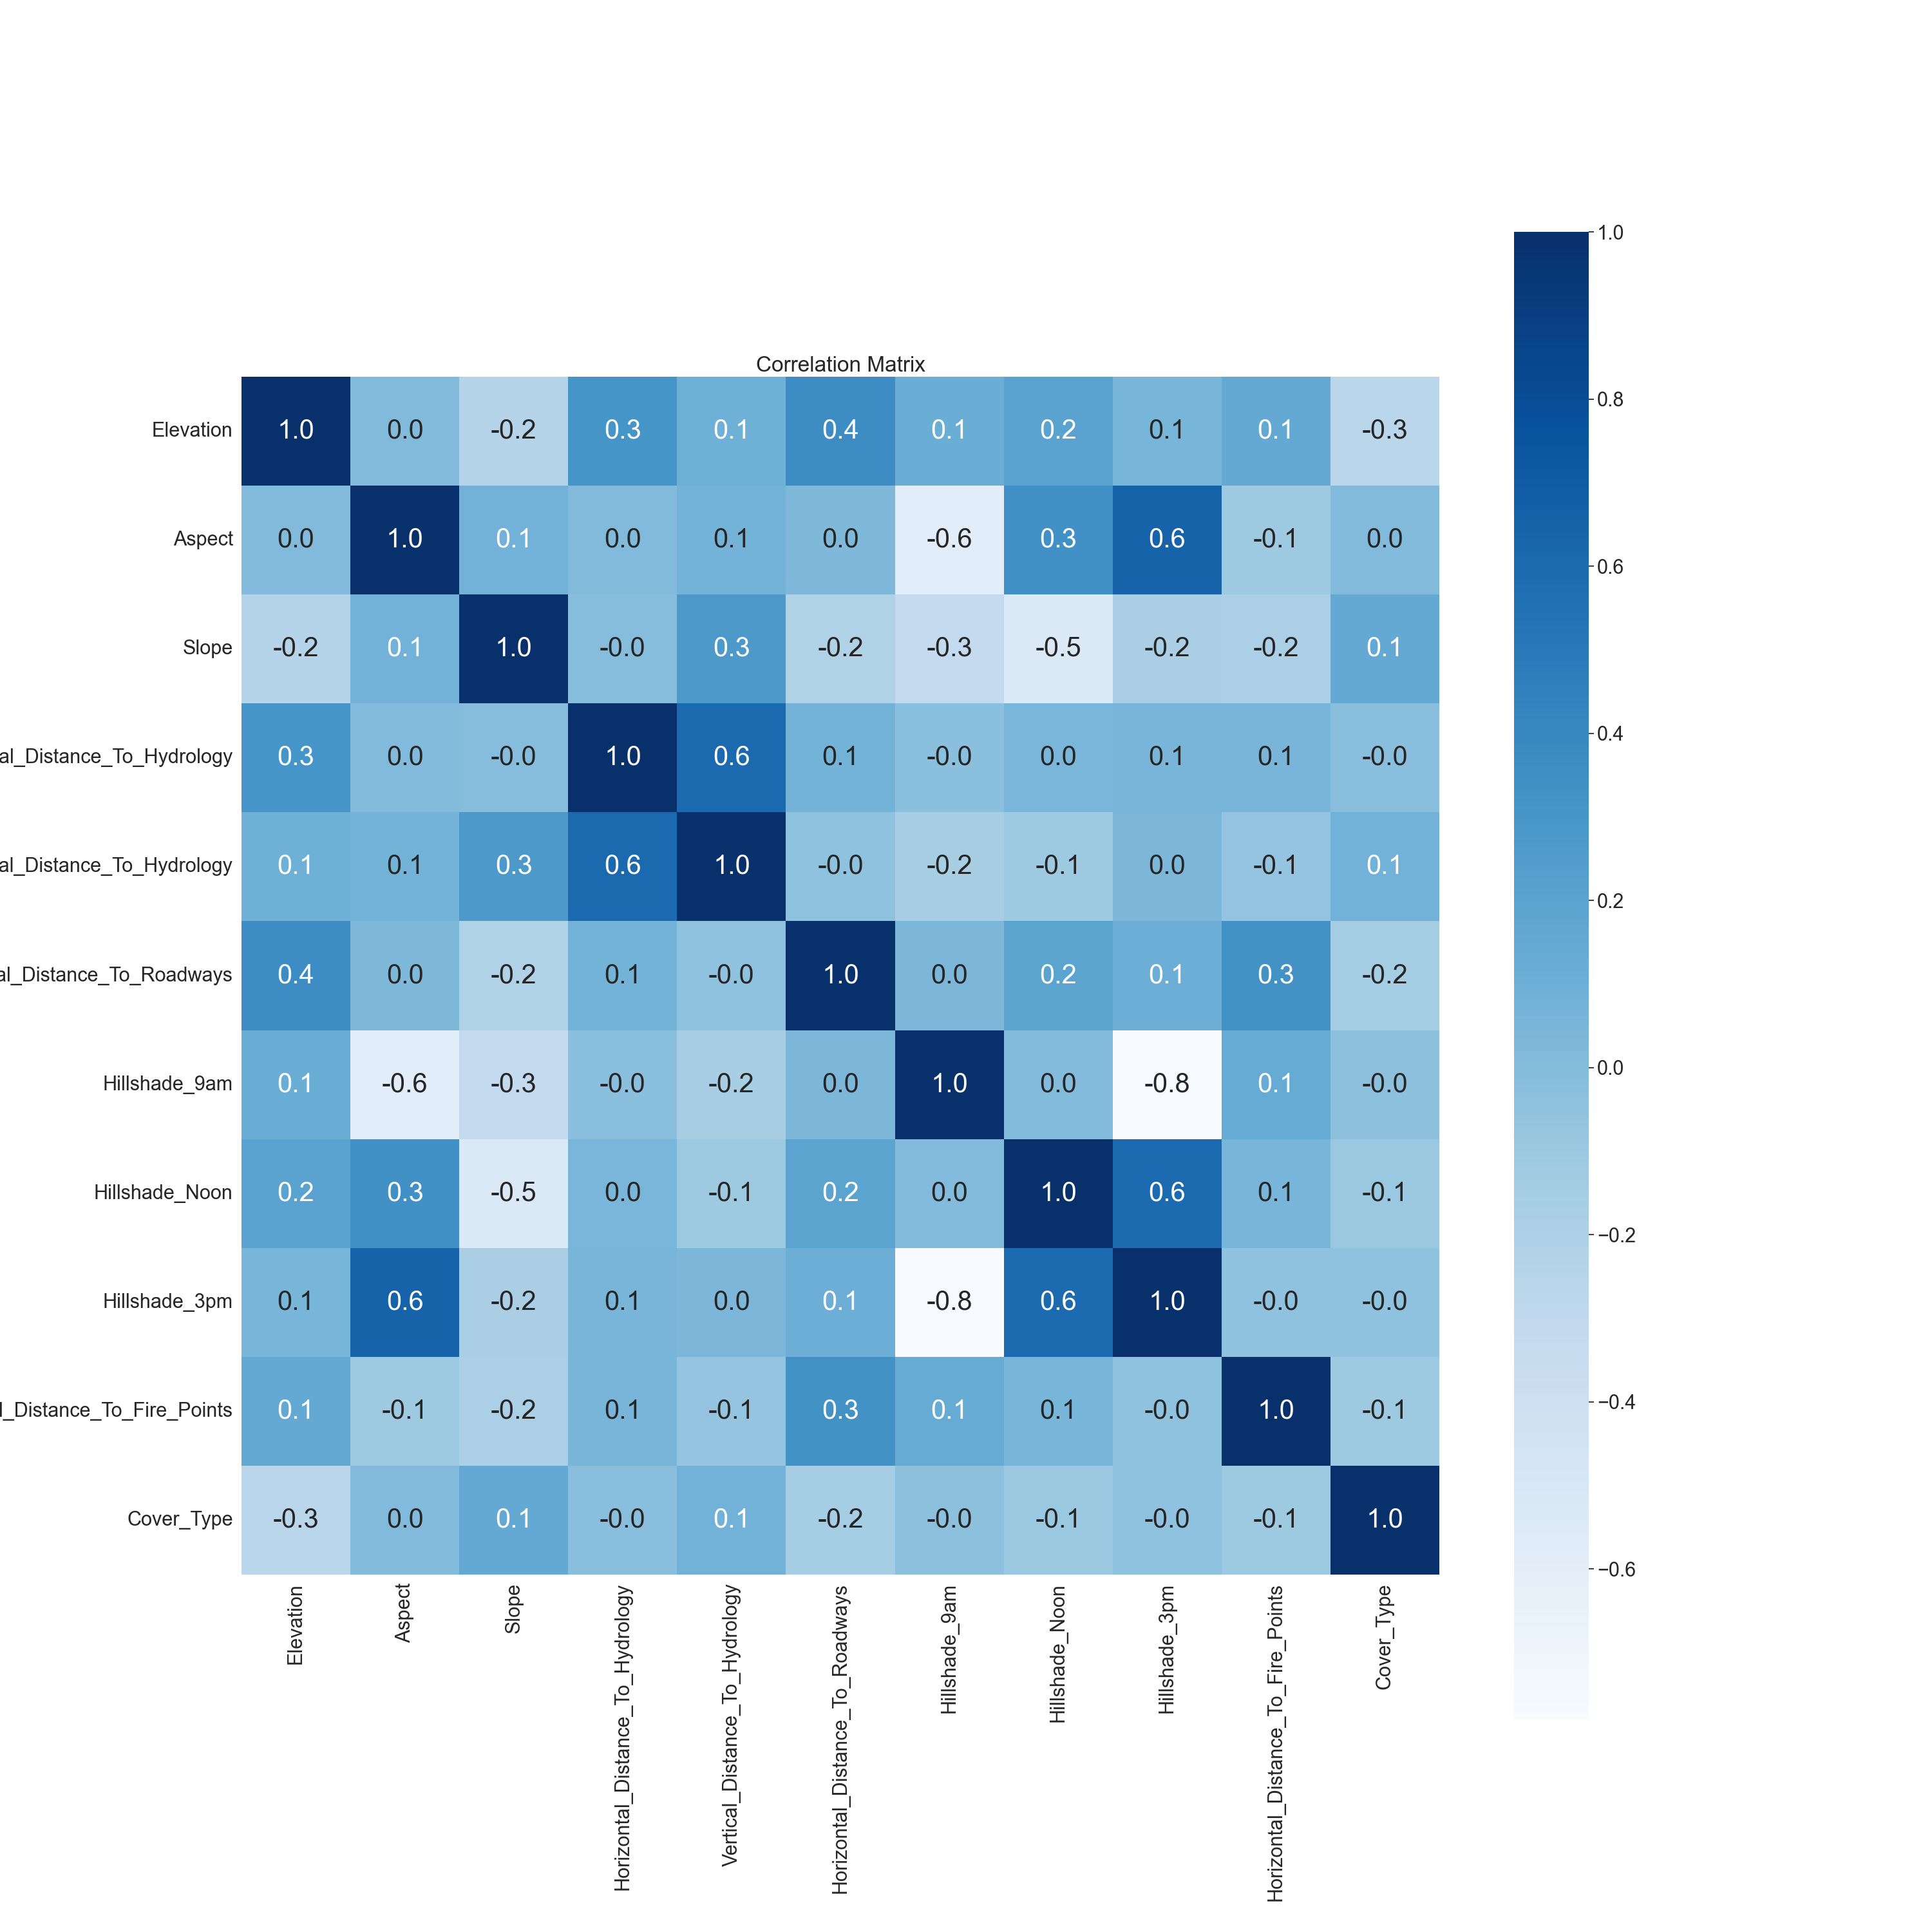 Correlation Matrix
Elevation 1.0 0.0 -0.2 0.3 0.1 0.4 0.1 0.2 0.1 0.1 -0.3
Aspect 0.0 1.0 0.1 0.0 0.1 0.0 -0.6 0.3 0.6 -0.1 0.0
Slope -0.2 0.1 1.0 -0.0 0.3 -0.2 -0.3 -0.5 -0.2 -0.2 0.1
al_Distance_To_Hydrology 0.3 0.0 -0.0 1.0 0.6 0.1 -0.0 0.0 0.1 0.1 -0.0
al_Distance_To_Hydrology 0.1 0.1 0.3 0.6 1.0 -0.0 -0.2 -0.1 0.0 -0.1 0.1
al_Distance_To_Roadways 0.4 0.0 -0.2 0.1 -0.0 1.0 0.0 0.2 0.1 0.3 -0.2
Hillshade_9am 0.1 -0.6 -0.3 -0.0 -0.2 0.0 1.0 0.0 -0.8 0.1 -0.0
Hillshade_Noon 0.2 0.3 -0.5 0.0 -0.1 0.2 0.0 1.0 0.6 0.1 -0.1
Hillshade_3pm 0.1 0.6 -0.2 0.1 0.0 0.1 -0.8 0.6 1.0 -0.0 -0.0
l_Distance_To_Fire_Points 0.1 -0.1 -0.2 0.1 -0.1 0.3 0.1 0.1 -0.0 1.0 -0.1
Cover_Type -0.3 0.0 0.1 -0.0 0.1 -0.2 -0.0 -0.1 -0.0 -0.1 1.0
Elevation
Aspect
Slope
Horizontal_Distance_To_Hydrology
Vertical_Distance_To_Hydrology
Horizontal_Distance_To_Roadways
Hillshade_9am
Hillshade_Noon
Hillshade_3pm
Horizontal_Distance_To_Fire_Points
Cover_Type
1.0
0.8
0.6
0.4
0.2
0.0
−0.2
−0.4
−0.6